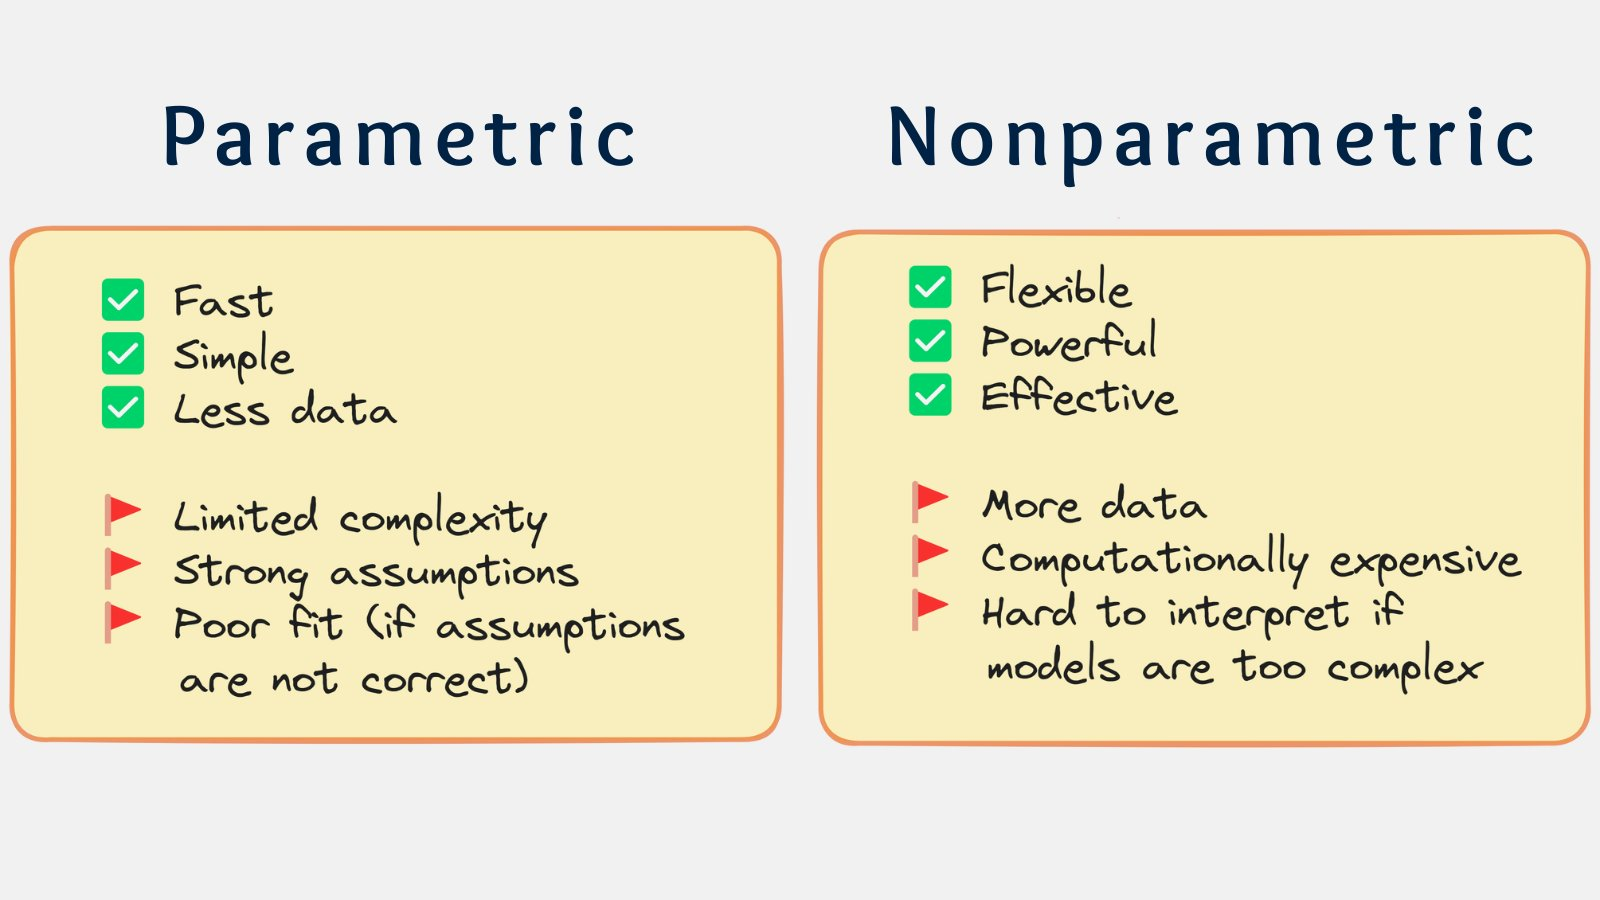 Parametric
Fast
Simple
Less data
Limited complexity
Strong assumptions
Poor fit (if assumptions
are not correct)
Nonparametric
Flexible
Powerful
Effective
More data
Computationally expensive
Hard to interpret if
models are too complex